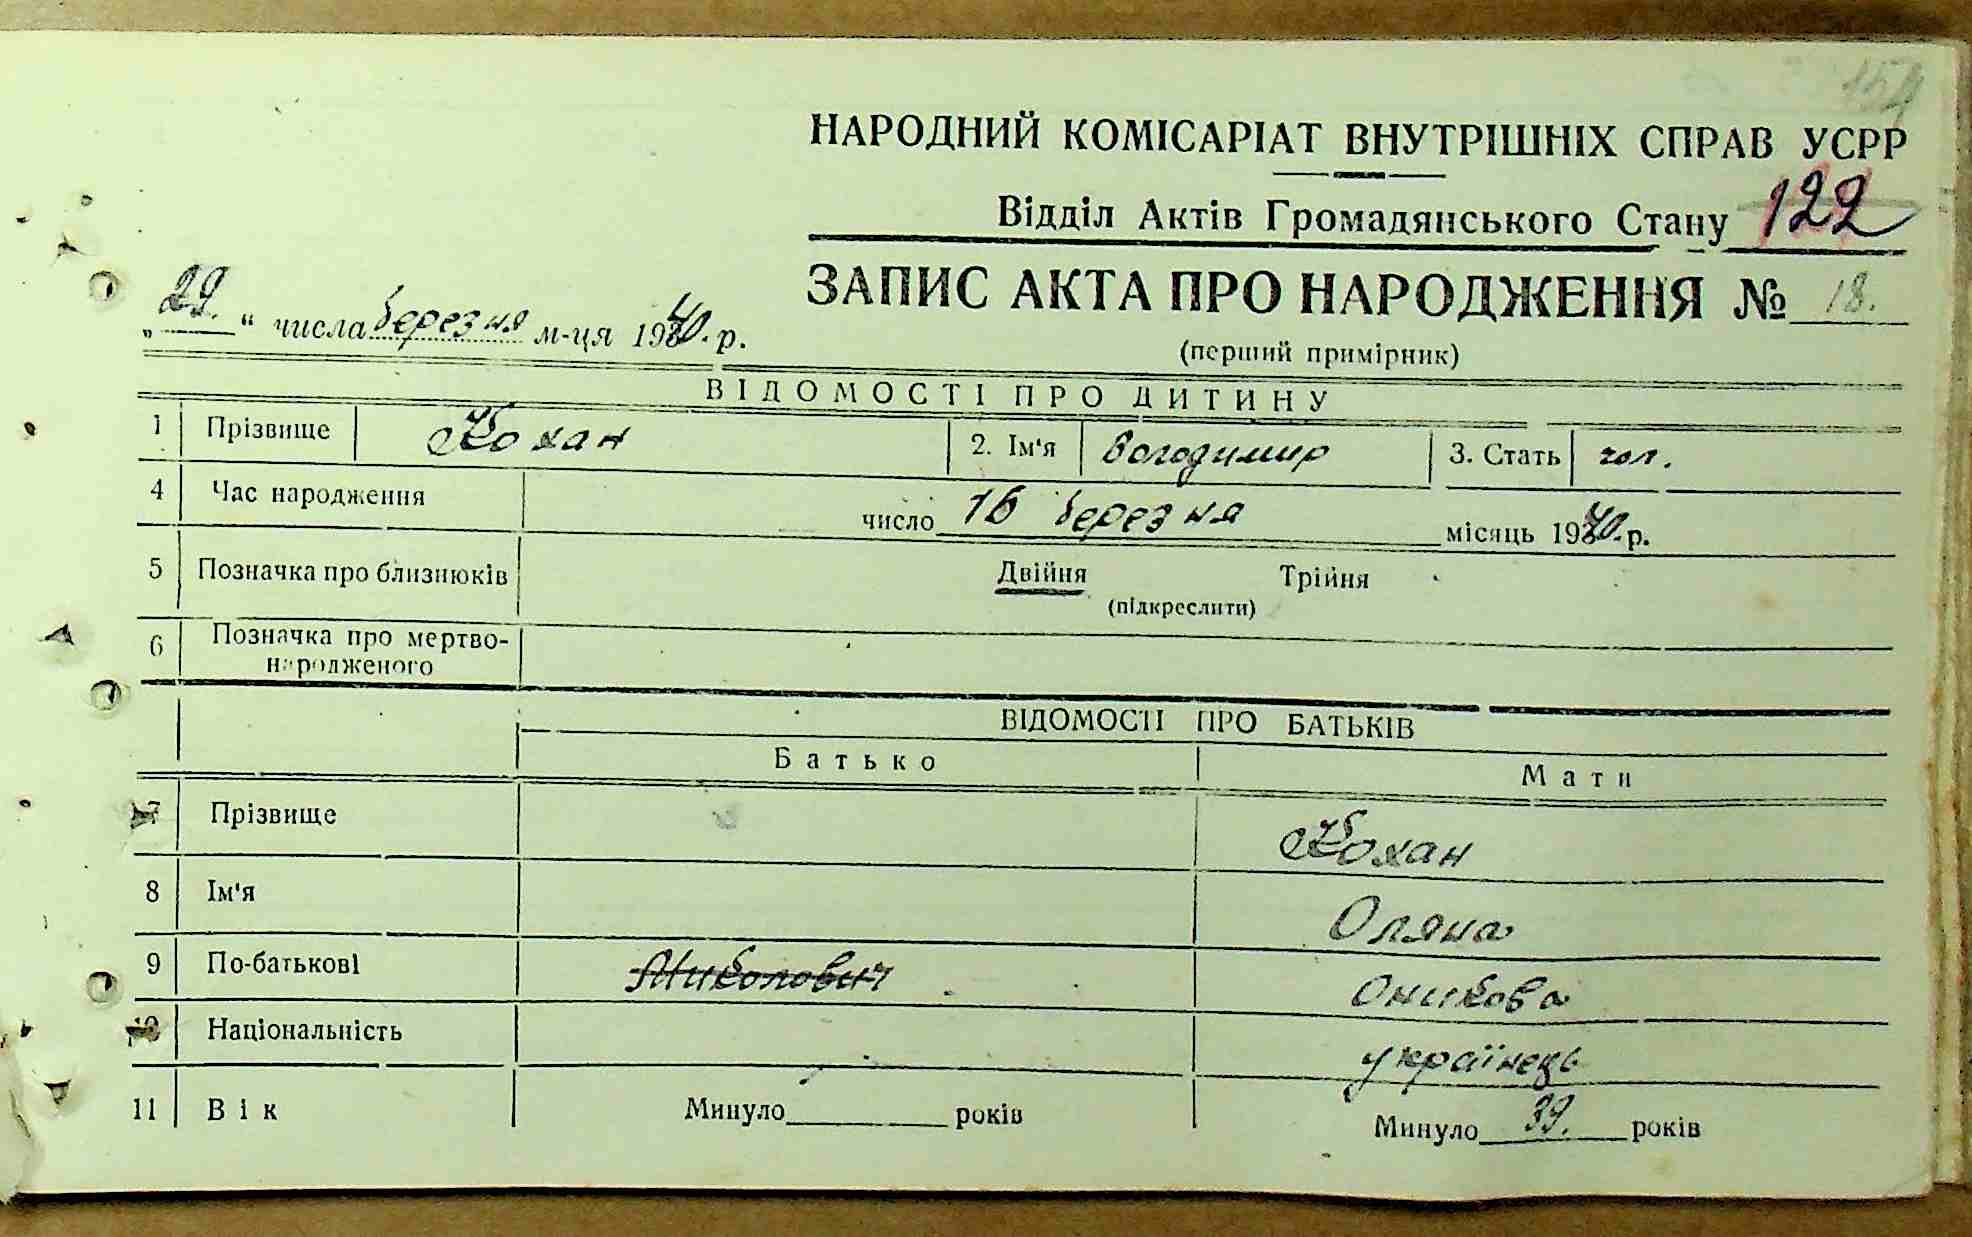 154
НАРОДНИЙ КОМІСАРІАТ ВНУТРІШНІХ СПРАВ УСРР
Відділ Актів Громадянського Стану 122
ЗАПИС АКТА ПРО НАРОДЖЕННЯ № 18.
„29.“ числа березня м-ця 1940. р.
(перший примірник)
ВІДОМОСТІ ПРО ДИТИНУ
1 Прізвище Кохан 2. Ім'я Володимир 3. Стать чол.
4 Час народження число 16 березня місяць 1940. р.
5 Позначка про близнюків Двійня Трійня
(підкреслити)
6 Позначка про мертво-
народженого
ВІДОМОСТІ ПРО БАТЬКІВ
Батько Мати
7 Прізвище Кохан
8 Ім'я Оляна
9 По-батькові Миколович Оникова
10 Національність українець
11 Вік Минуло років Минуло 39. років